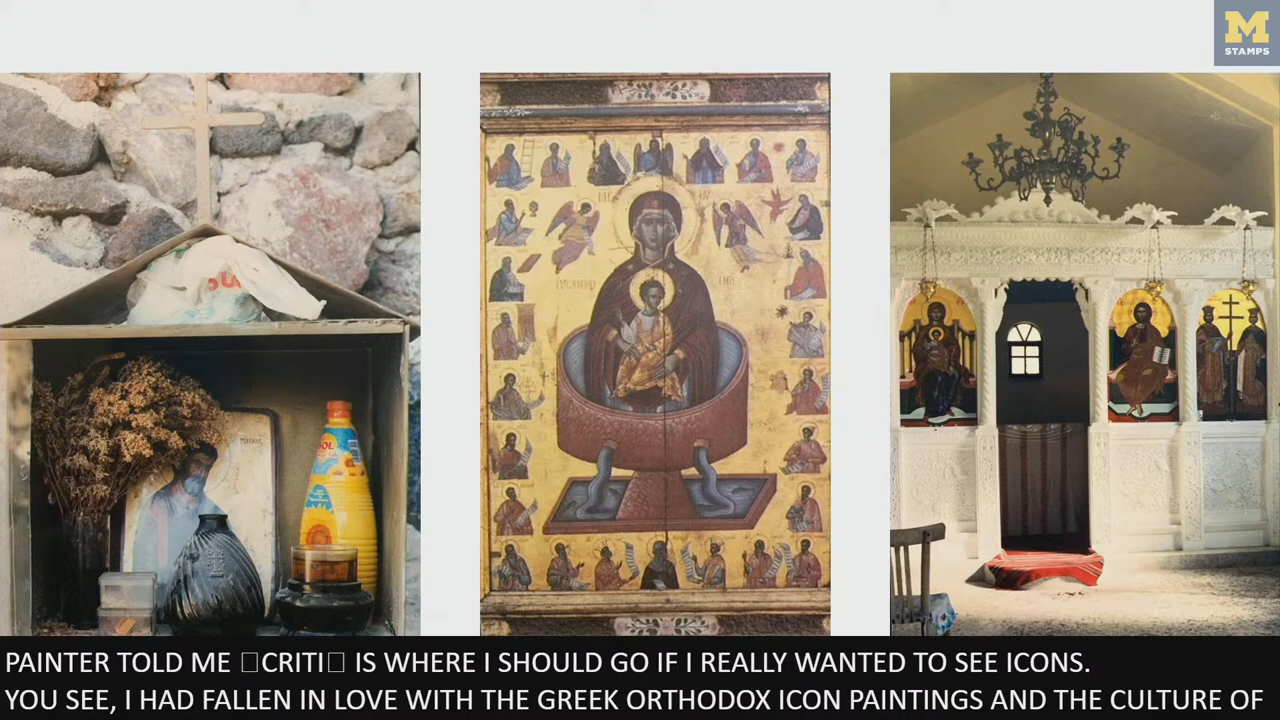 M
STAMPS
PAINTER TOLD ME □CRITI□ IS WHERE I SHOULD GO IF I REALLY WANTED TO SEE ICONS.
YOU SEE, I HAD FALLEN IN LOVE WITH THE GREEK ORTHODOX ICON PAINTINGS AND THE CULTURE OF